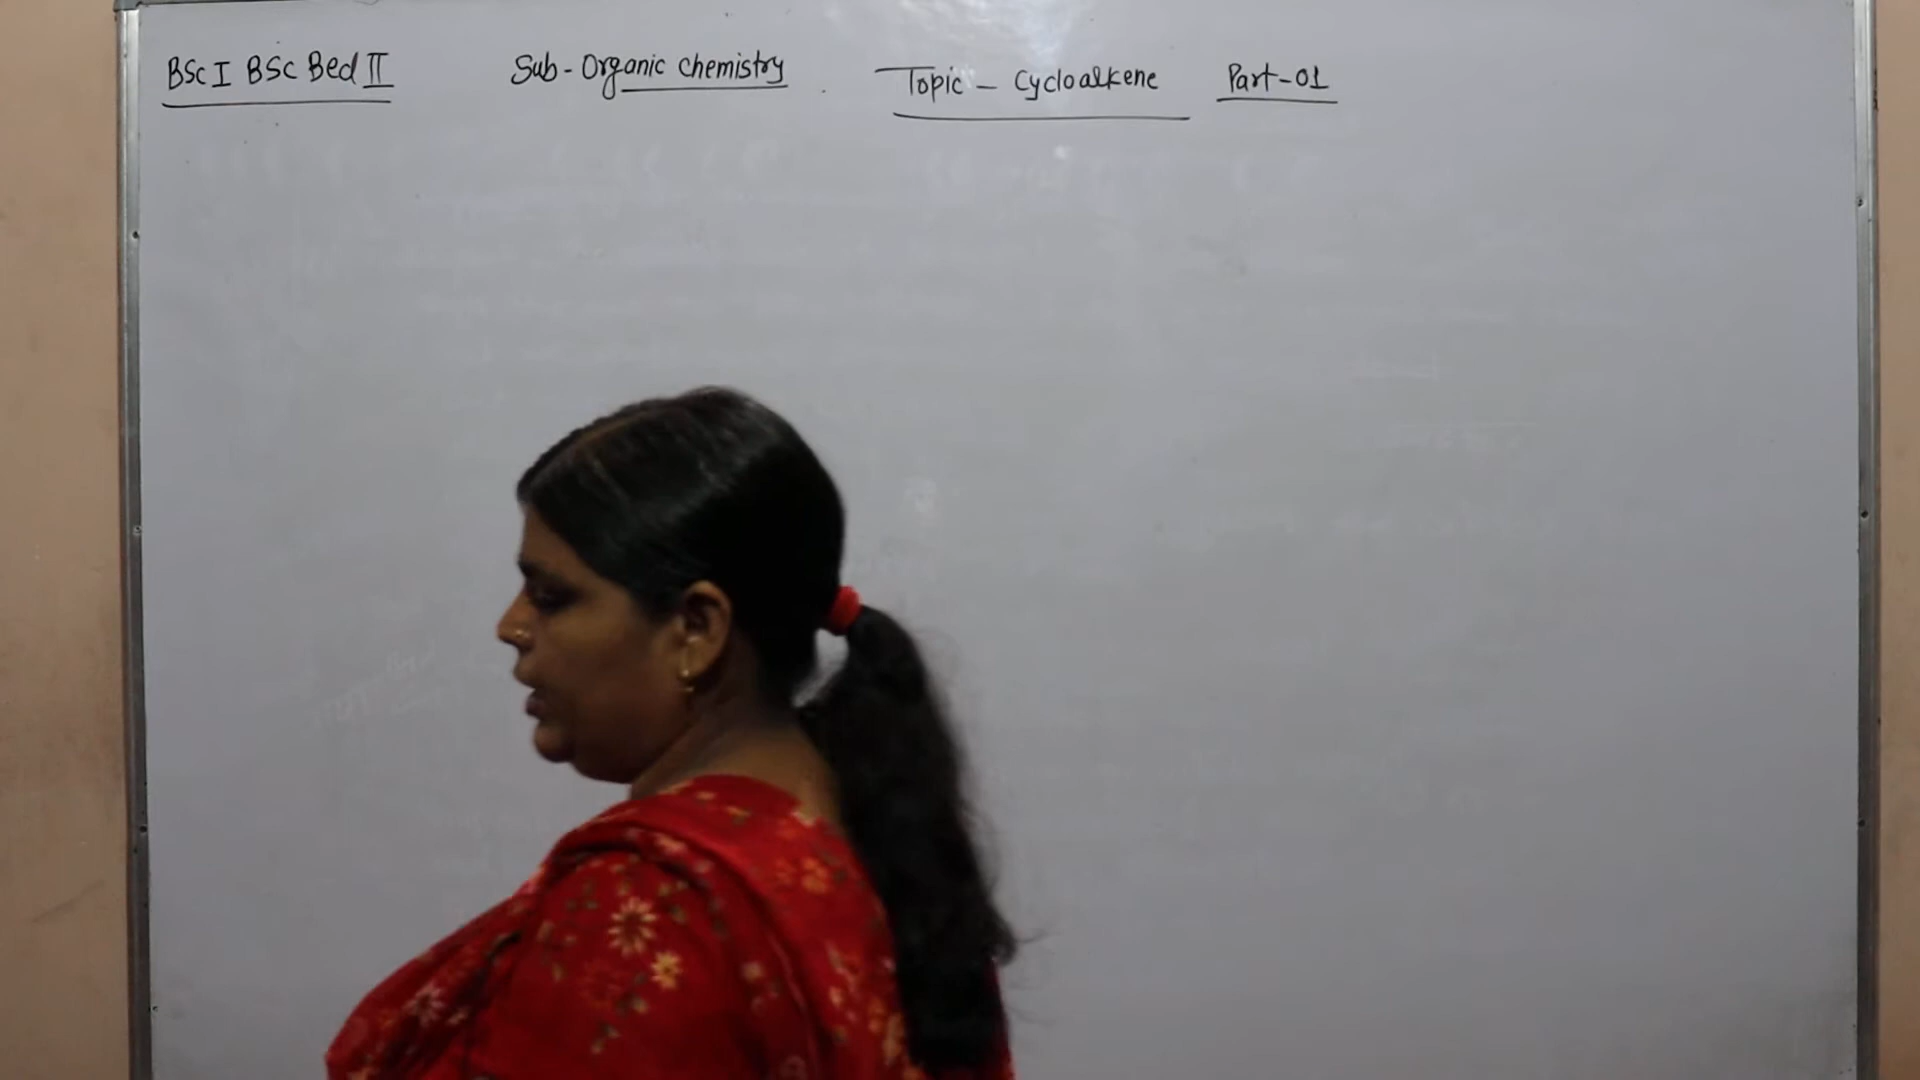 BSc I BSc Bed II Sub - Organic chemistry . Topic - Cycloalkene Part-01